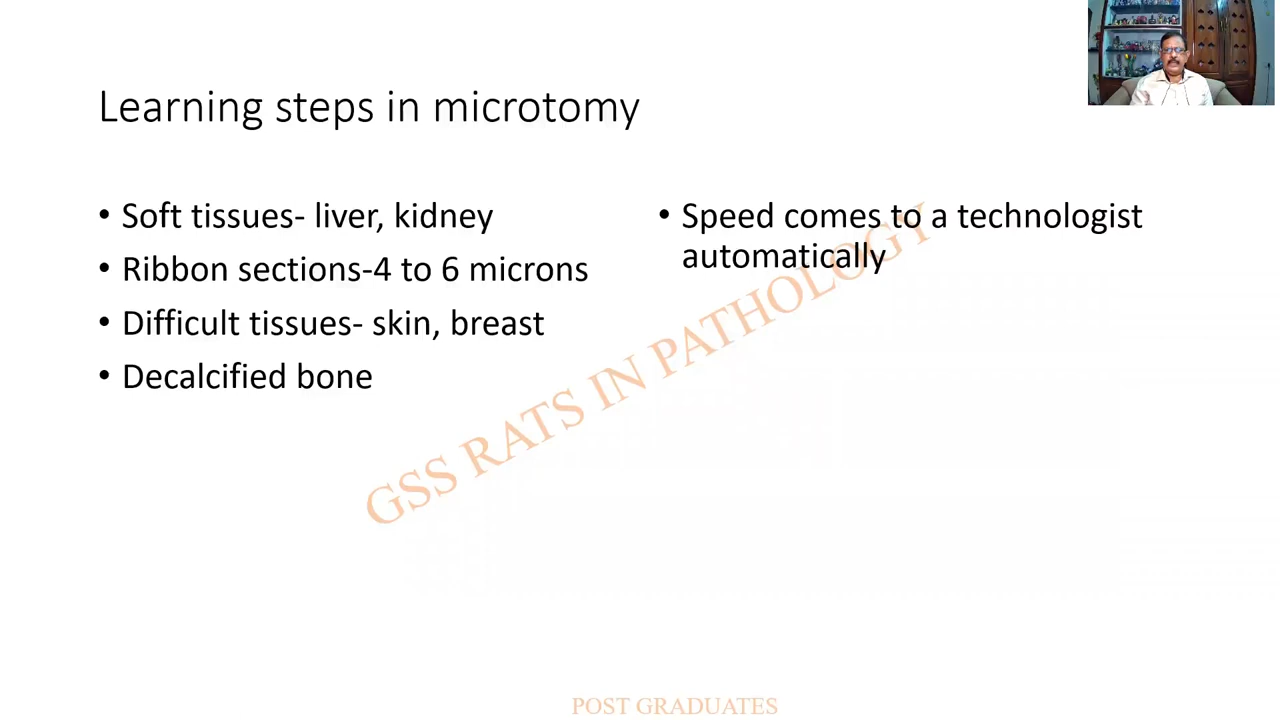 Learning steps in microtomy
• Soft tissues- liver, kidney
• Ribbon sections-4 to 6 microns
• Difficult tissues- skin, breast
• Decalcified bone
• Speed comes to a technologist
automatically
GSS RATS IN PATHOLOGY
POST GRADUATES